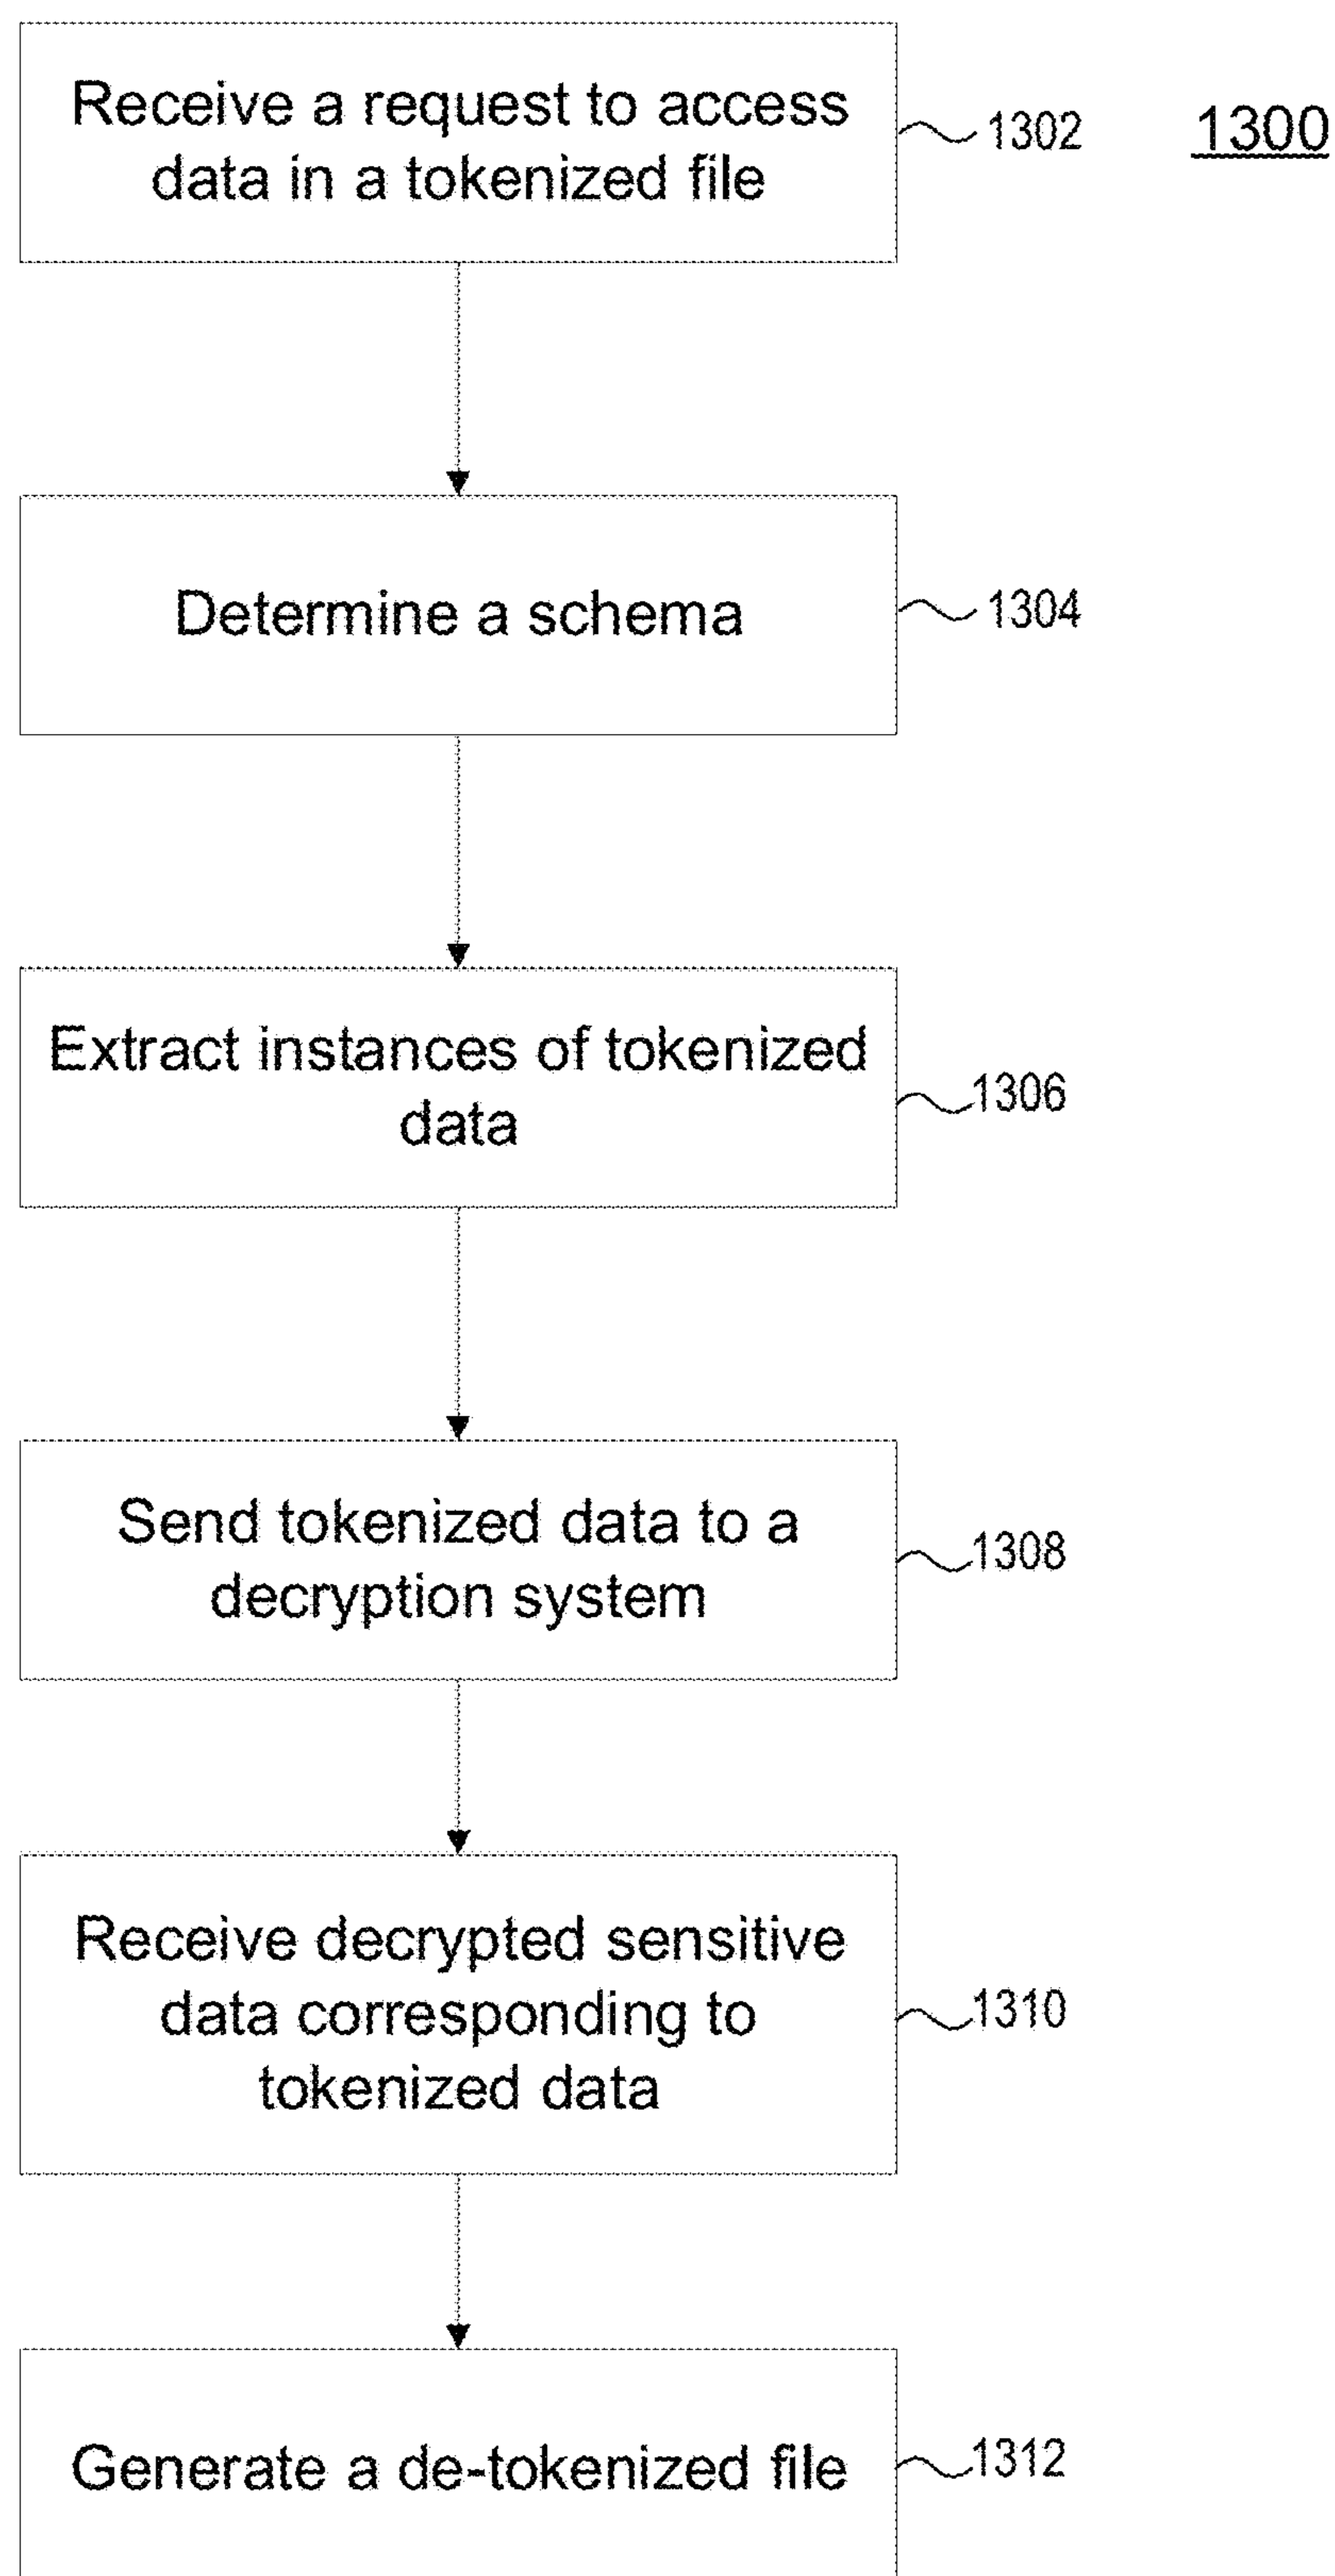 Receive a request to access
data in a tokenized file
1302
1300
Determine a schema
1304
Extract instances of tokenized
data
1306
Send tokenized data to a
decryption system
1308
Receive decrypted sensitive
data corresponding to
tokenized data
1310
Generate a de-tokenized file
1312